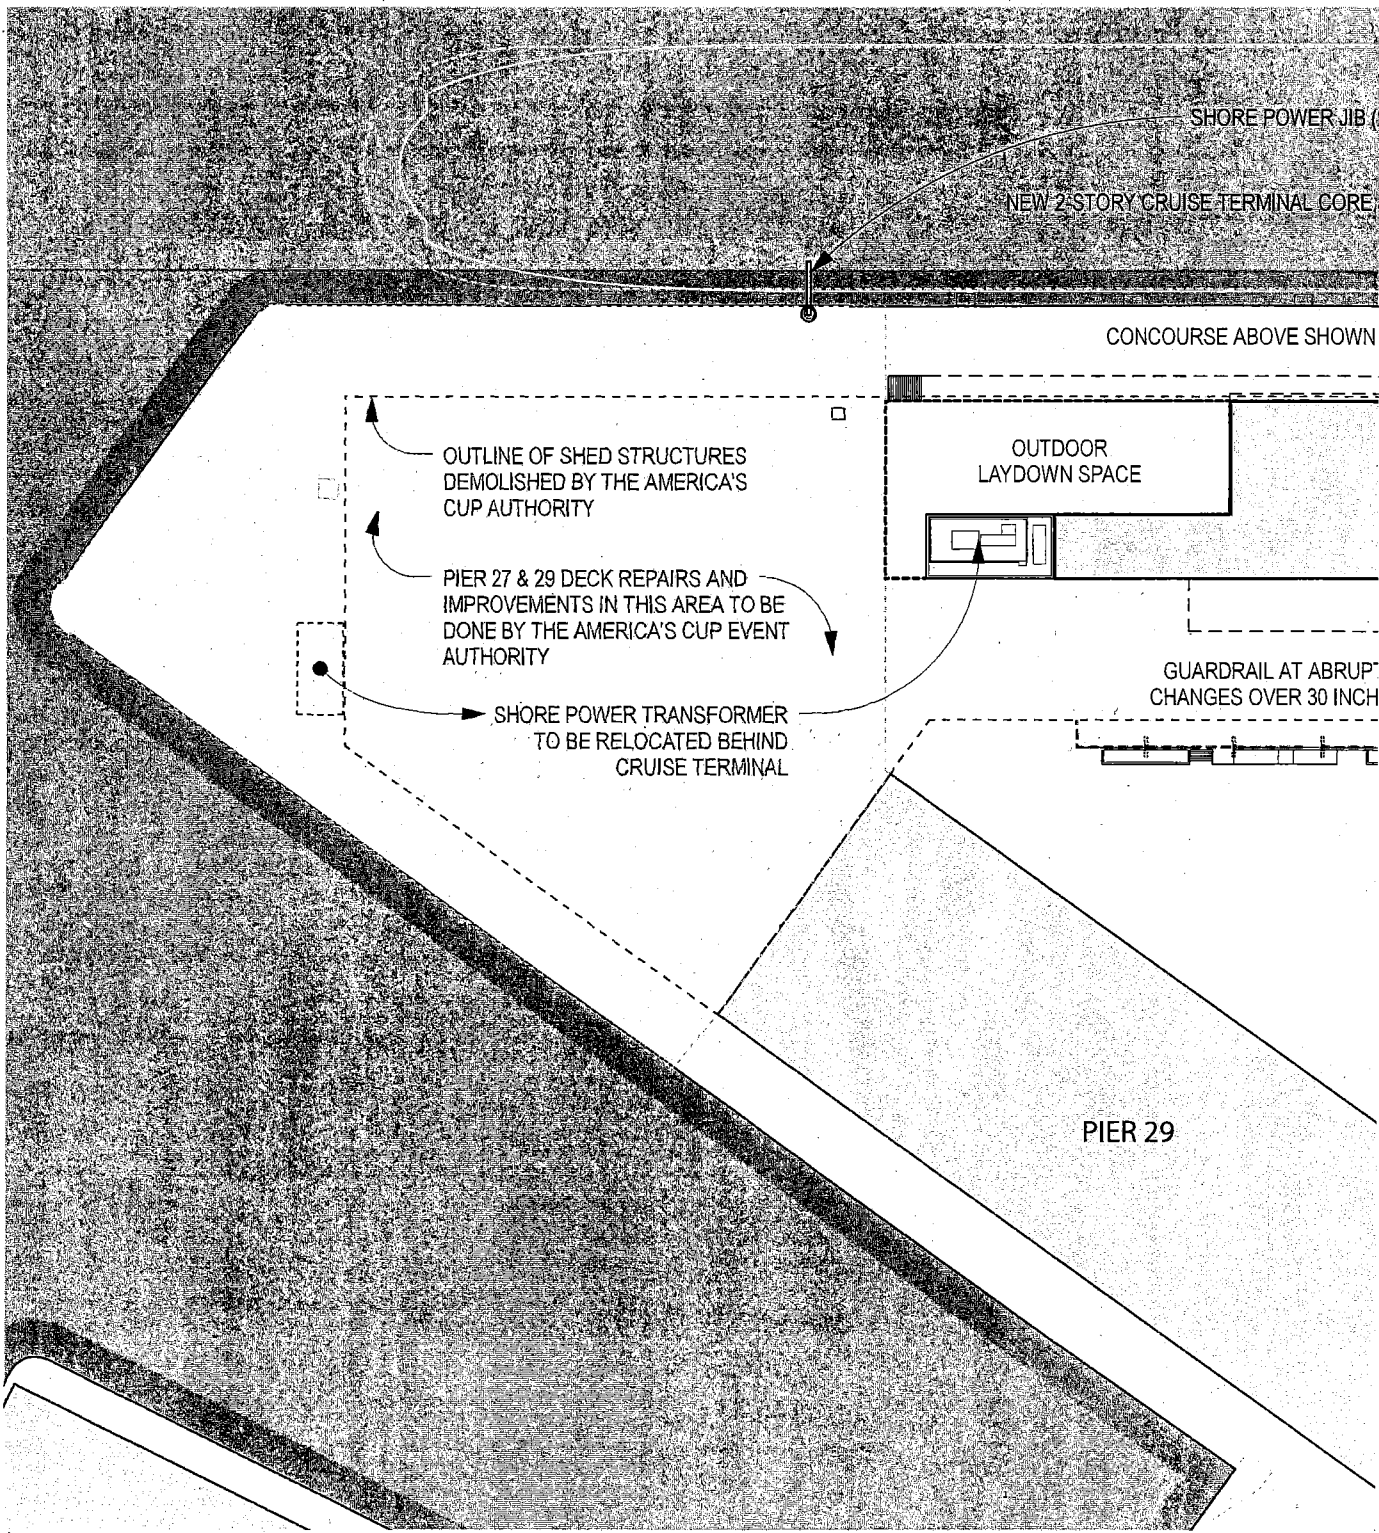 SHORE POWER JIB (
NEW 2-STORY CRUISE TERMINAL CORE
CONCOURSE ABOVE SHOWN
OUTDOOR
LAYDOWN SPACE
OUTLINE OF SHED STRUCTURES
DEMOLISHED BY THE AMERICA'S
CUP AUTHORITY
PIER 27 & 29 DECK REPAIRS AND
IMPROVEMENTS IN THIS AREA TO BE
DONE BY THE AMERICA'S CUP EVENT
AUTHORITY
GUARDRAIL AT ABRUPT
CHANGES OVER 30 INCH
SHORE POWER TRANSFORMER
TO BE RELOCATED BEHIND
CRUISE TERMINAL
PIER 29